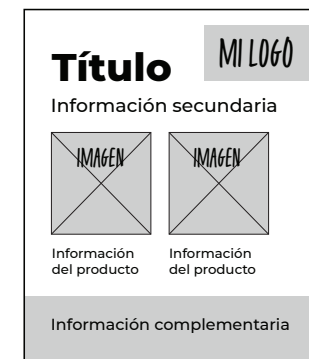 MI LOGO
Título
Información secundaria
IMAGEN
IMAGEN
Información
del producto
Información
del producto
Información complementaria